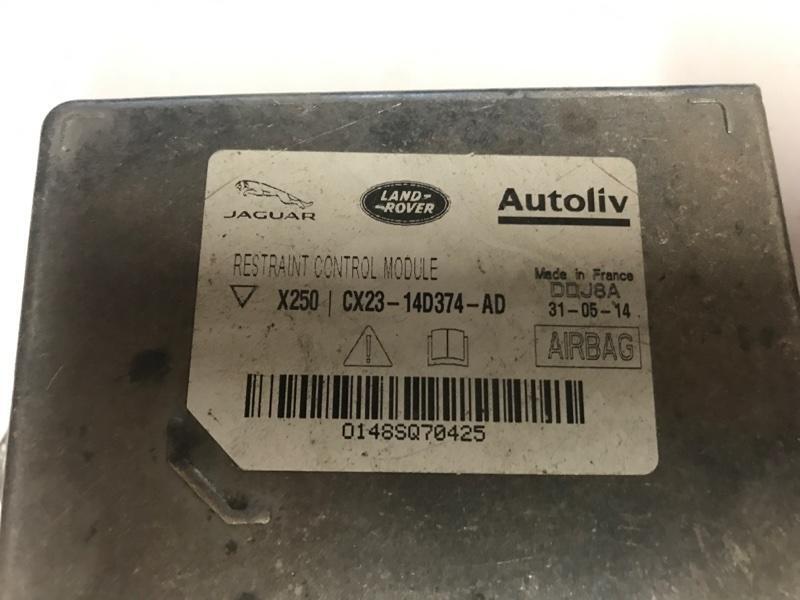 JAGUAR
LAND ROVER
Autoliv
RESTRAINT CONTROL MODULE
X250 | CX23-14D374-AD
Made in France
DDJ8A
31-05-14
AIRBAG
0148SQ70425